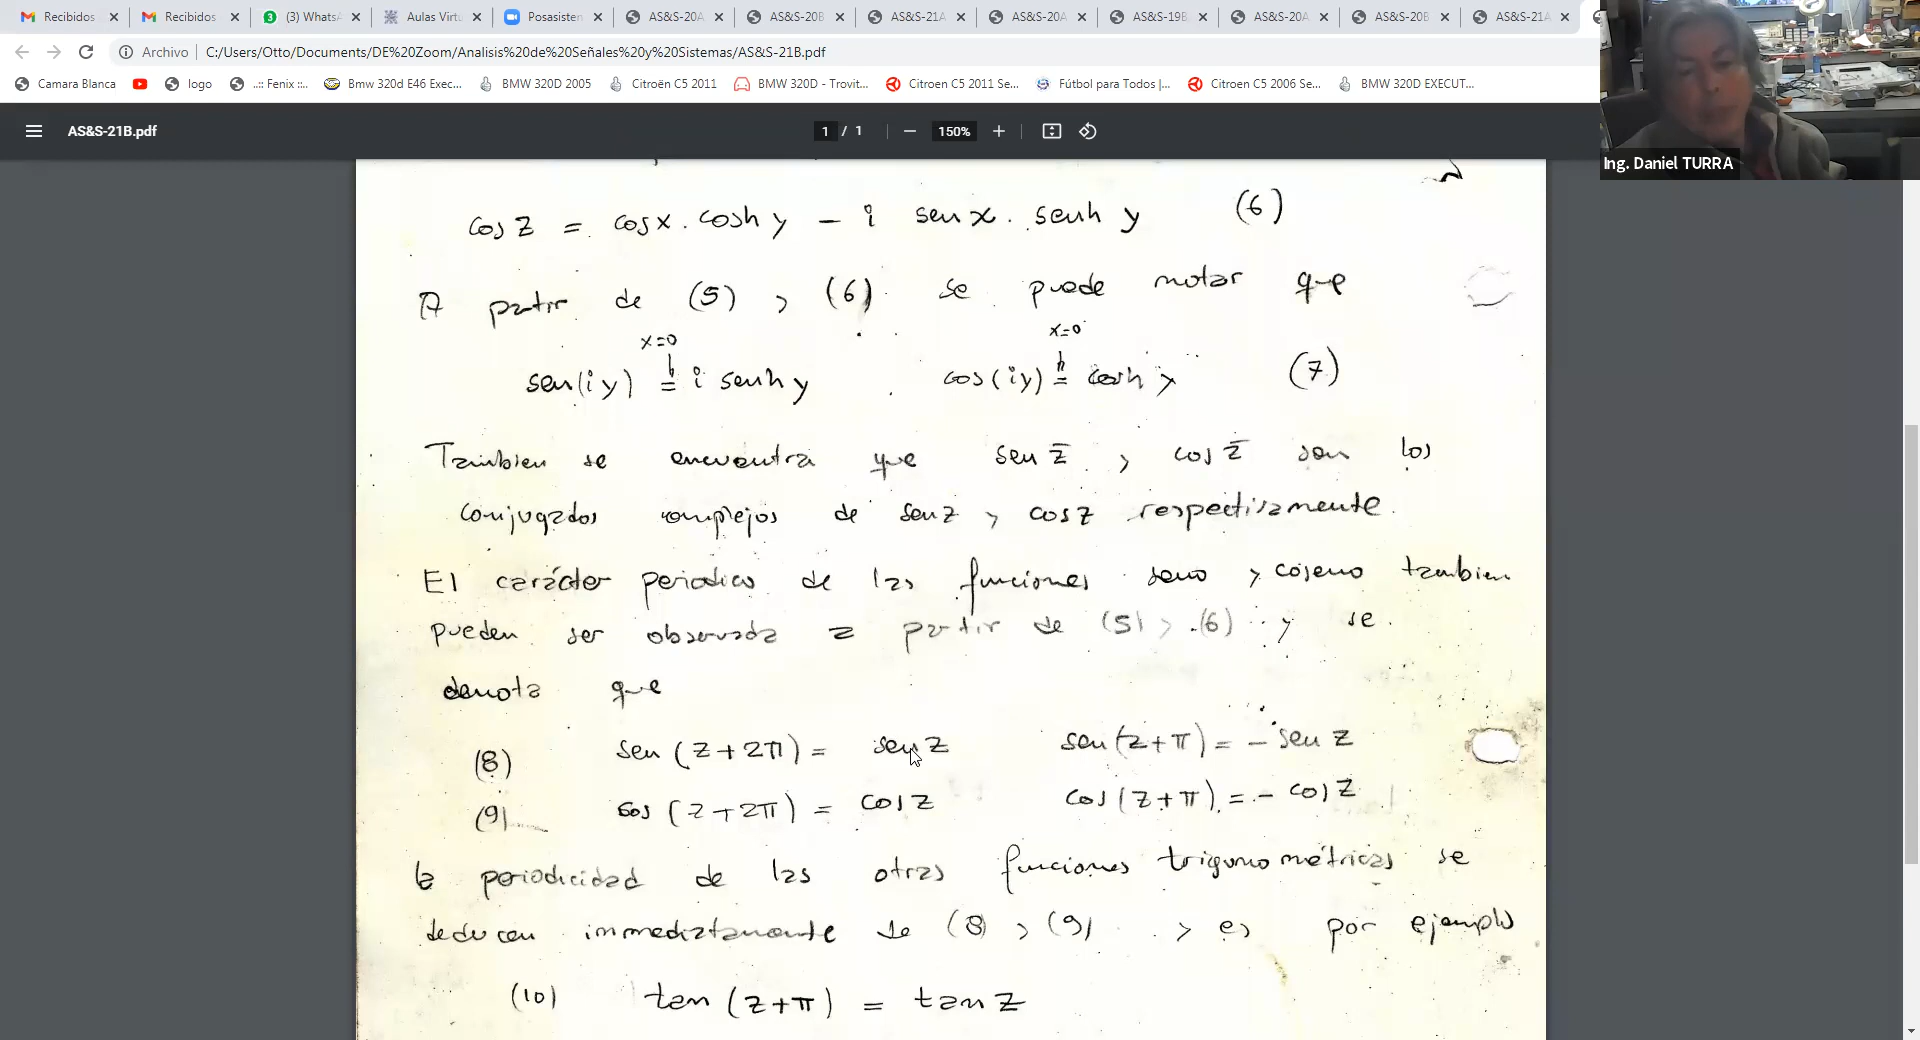 Recibidos
Recibidos
(3) WhatsA
Aulas Virtu
Posasisten
AS&S-20A
AS&S-20B
AS&S-21A
AS&S-20A
AS&S-19B
AS&S-20A
AS&S-20B
AS&S-21A
Archivo C:/Users/Otto/Documents/DE%20Zoom/Analisis%20de%20Señales%20y%20Sistemas/AS&S-21B.pdf
Camara Blanca
logo
..:: Fenix ::..
Bmw 320d E46 Exec...
BMW 320D 2005
Citroën C5 2011
BMW 320D - Trovit...
Citroen C5 2011 Se...
Fútbol para Todos |...
Citroen C5 2006 Se...
BMW 320D EXECUT...
AS&S-21B.pdf
1 / 1
150%
Ing. Daniel TURRA
cos z = cos x . cosh y - i sen x . senh y (6)
A partir de (5) y (6) se puede notar que
x=0 x=0
sen(iy) = i senh y cos(iy) = cosh y (7)
Tambien se encuentra que sen z̄ y cos z̄ son los
conjugados complejos de sen z y cos z respectivamente.
El carácter periodico de las funciones seno y coseno tambien
pueden ser observada a partir de (5) y (6) y se
denota que
(8) sen (z+2π) = sen z sen(z+π) = - sen z
(9) cos (z+2π) = cos z cos(z+π) = - cos z
la periodicidad de las otras funciones trigonométricas se
deducen immediatamente de (8) y (9) y es por ejemplo
(10) tan (z+π) = tan z